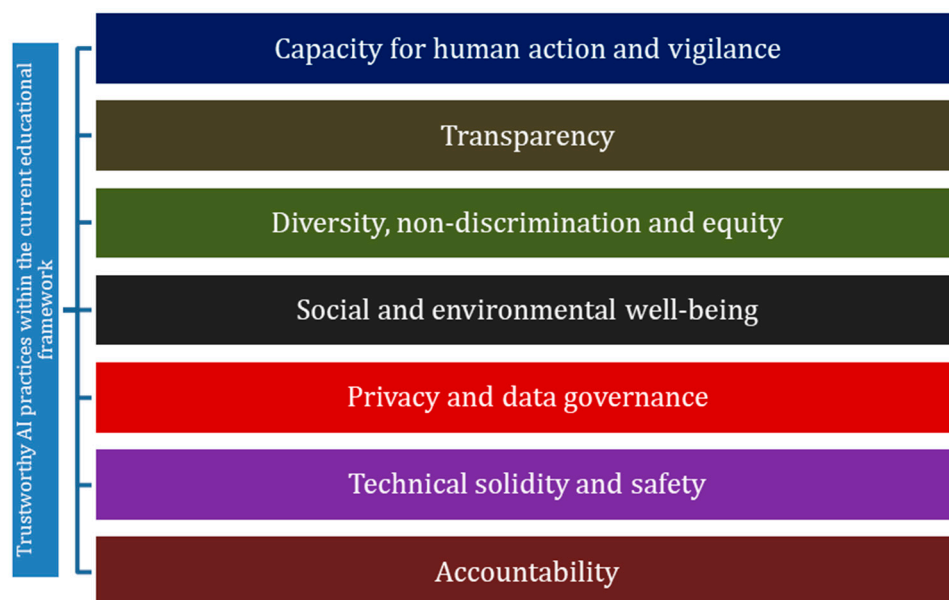 Trustworthy AI practices within the current educational
framework
Capacity for human action and vigilance
Transparency
Diversity, non-discrimination and equity
Social and environmental well-being
Privacy and data governance
Technical solidity and safety
Accountability